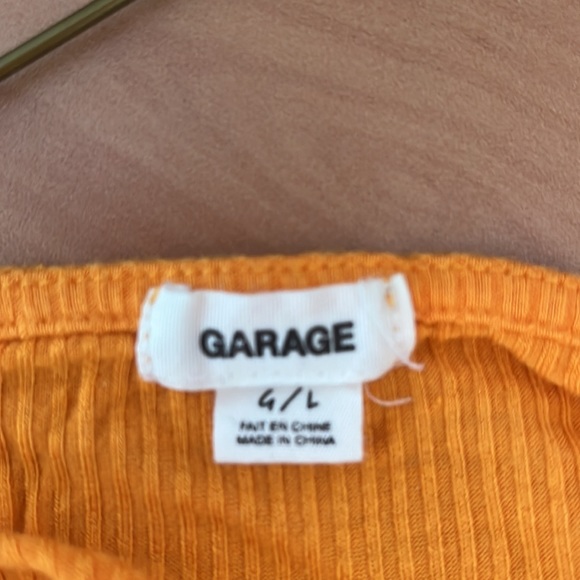 GARAGE
G/L
FAIT EN CHINE
MADE IN CHINA